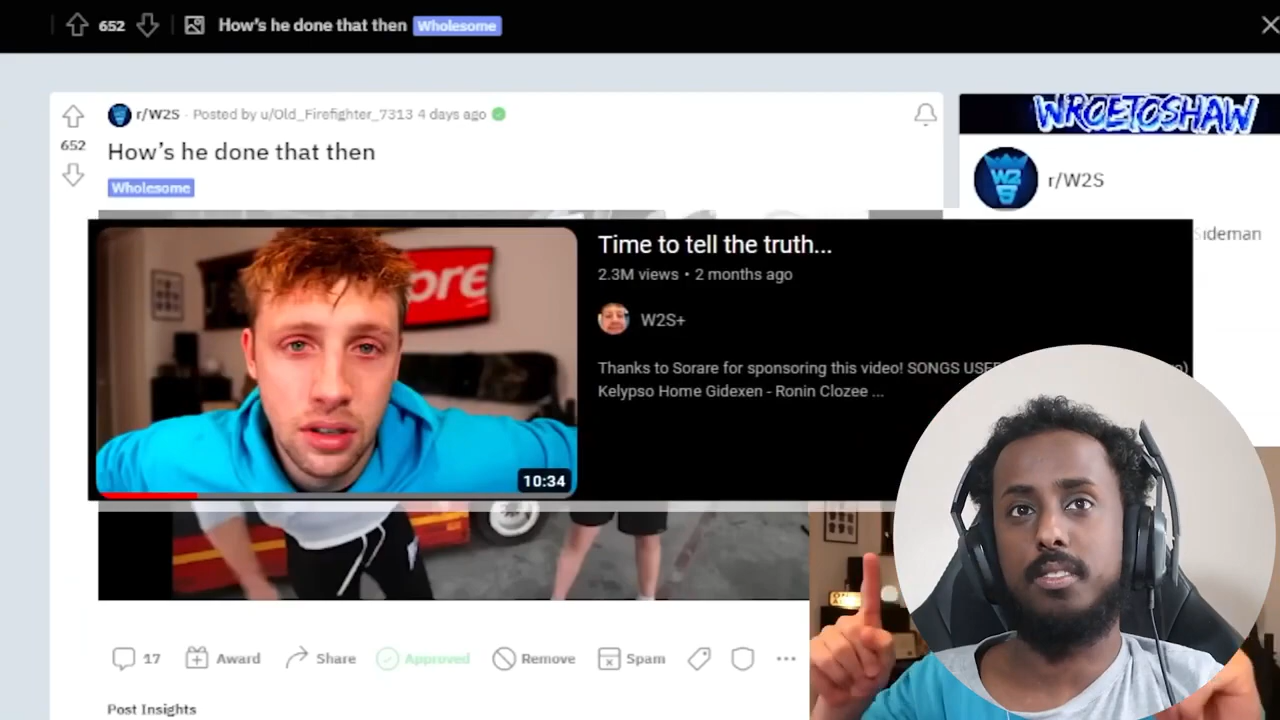 652 How’s he done that then Wholesome
WROETOSHAW
r/W2S · Posted by u/Old_Firefighter_7313 4 days ago
652
How’s he done that then
Wholesome
W2S
r/W2S
Sideman
pre
Time to tell the truth...
2.3M views • 2 months ago
W2S+
Thanks to Sorare for sponsoring this video! SONGS
Kelypso Home Gidexen - Ronin Clozee ...
10:34
17 Award Share Approved Remove Spam
Post Insights